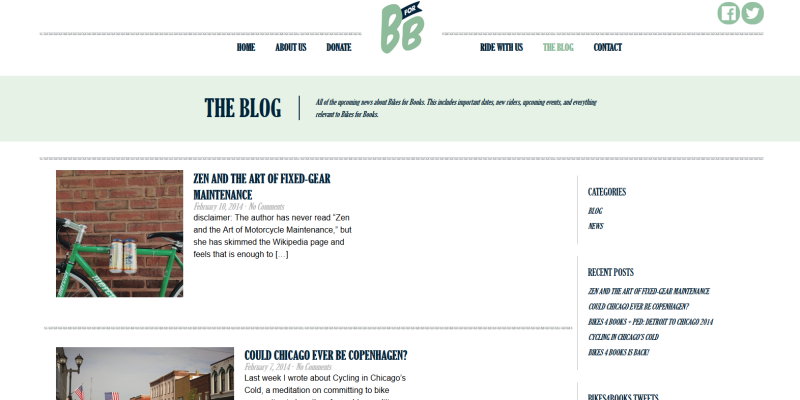 B FOR B
HOME ABOUT US DONATE RIDE WITH US THE BLOG CONTACT
THE BLOG
All of the upcoming news about Bikes for Books. This includes important dates, new riders, upcoming events, and everything
relevant to Bikes for Books.
ZEN AND THE ART OF FIXED-GEAR
MAINTENANCE
February 10, 2014 · No Comments
disclaimer: The author has never read "Zen
and the Art of Motorcycle Maintenance," but
she has skimmed the Wikipedia page and
feels that is enough to […]
COULD CHICAGO EVER BE COPENHAGEN?
February 7, 2014 · No Comments
Last week I wrote about Cycling in Chicago's
Cold, a meditation on committing to bike
CATEGORIES
BLOG
NEWS
RECENT POSTS
ZEN AND THE ART OF FIXED-GEAR MAINTENANCE
COULD CHICAGO EVER BE COPENHAGEN?
BIKES 4 BOOKS + PED: DETROIT TO CHICAGO 2014
CYCLING IN CHICAGO'S COLD
BIKES 4 BOOKS IS BACK!
BIKES4BOOKS TWEETS